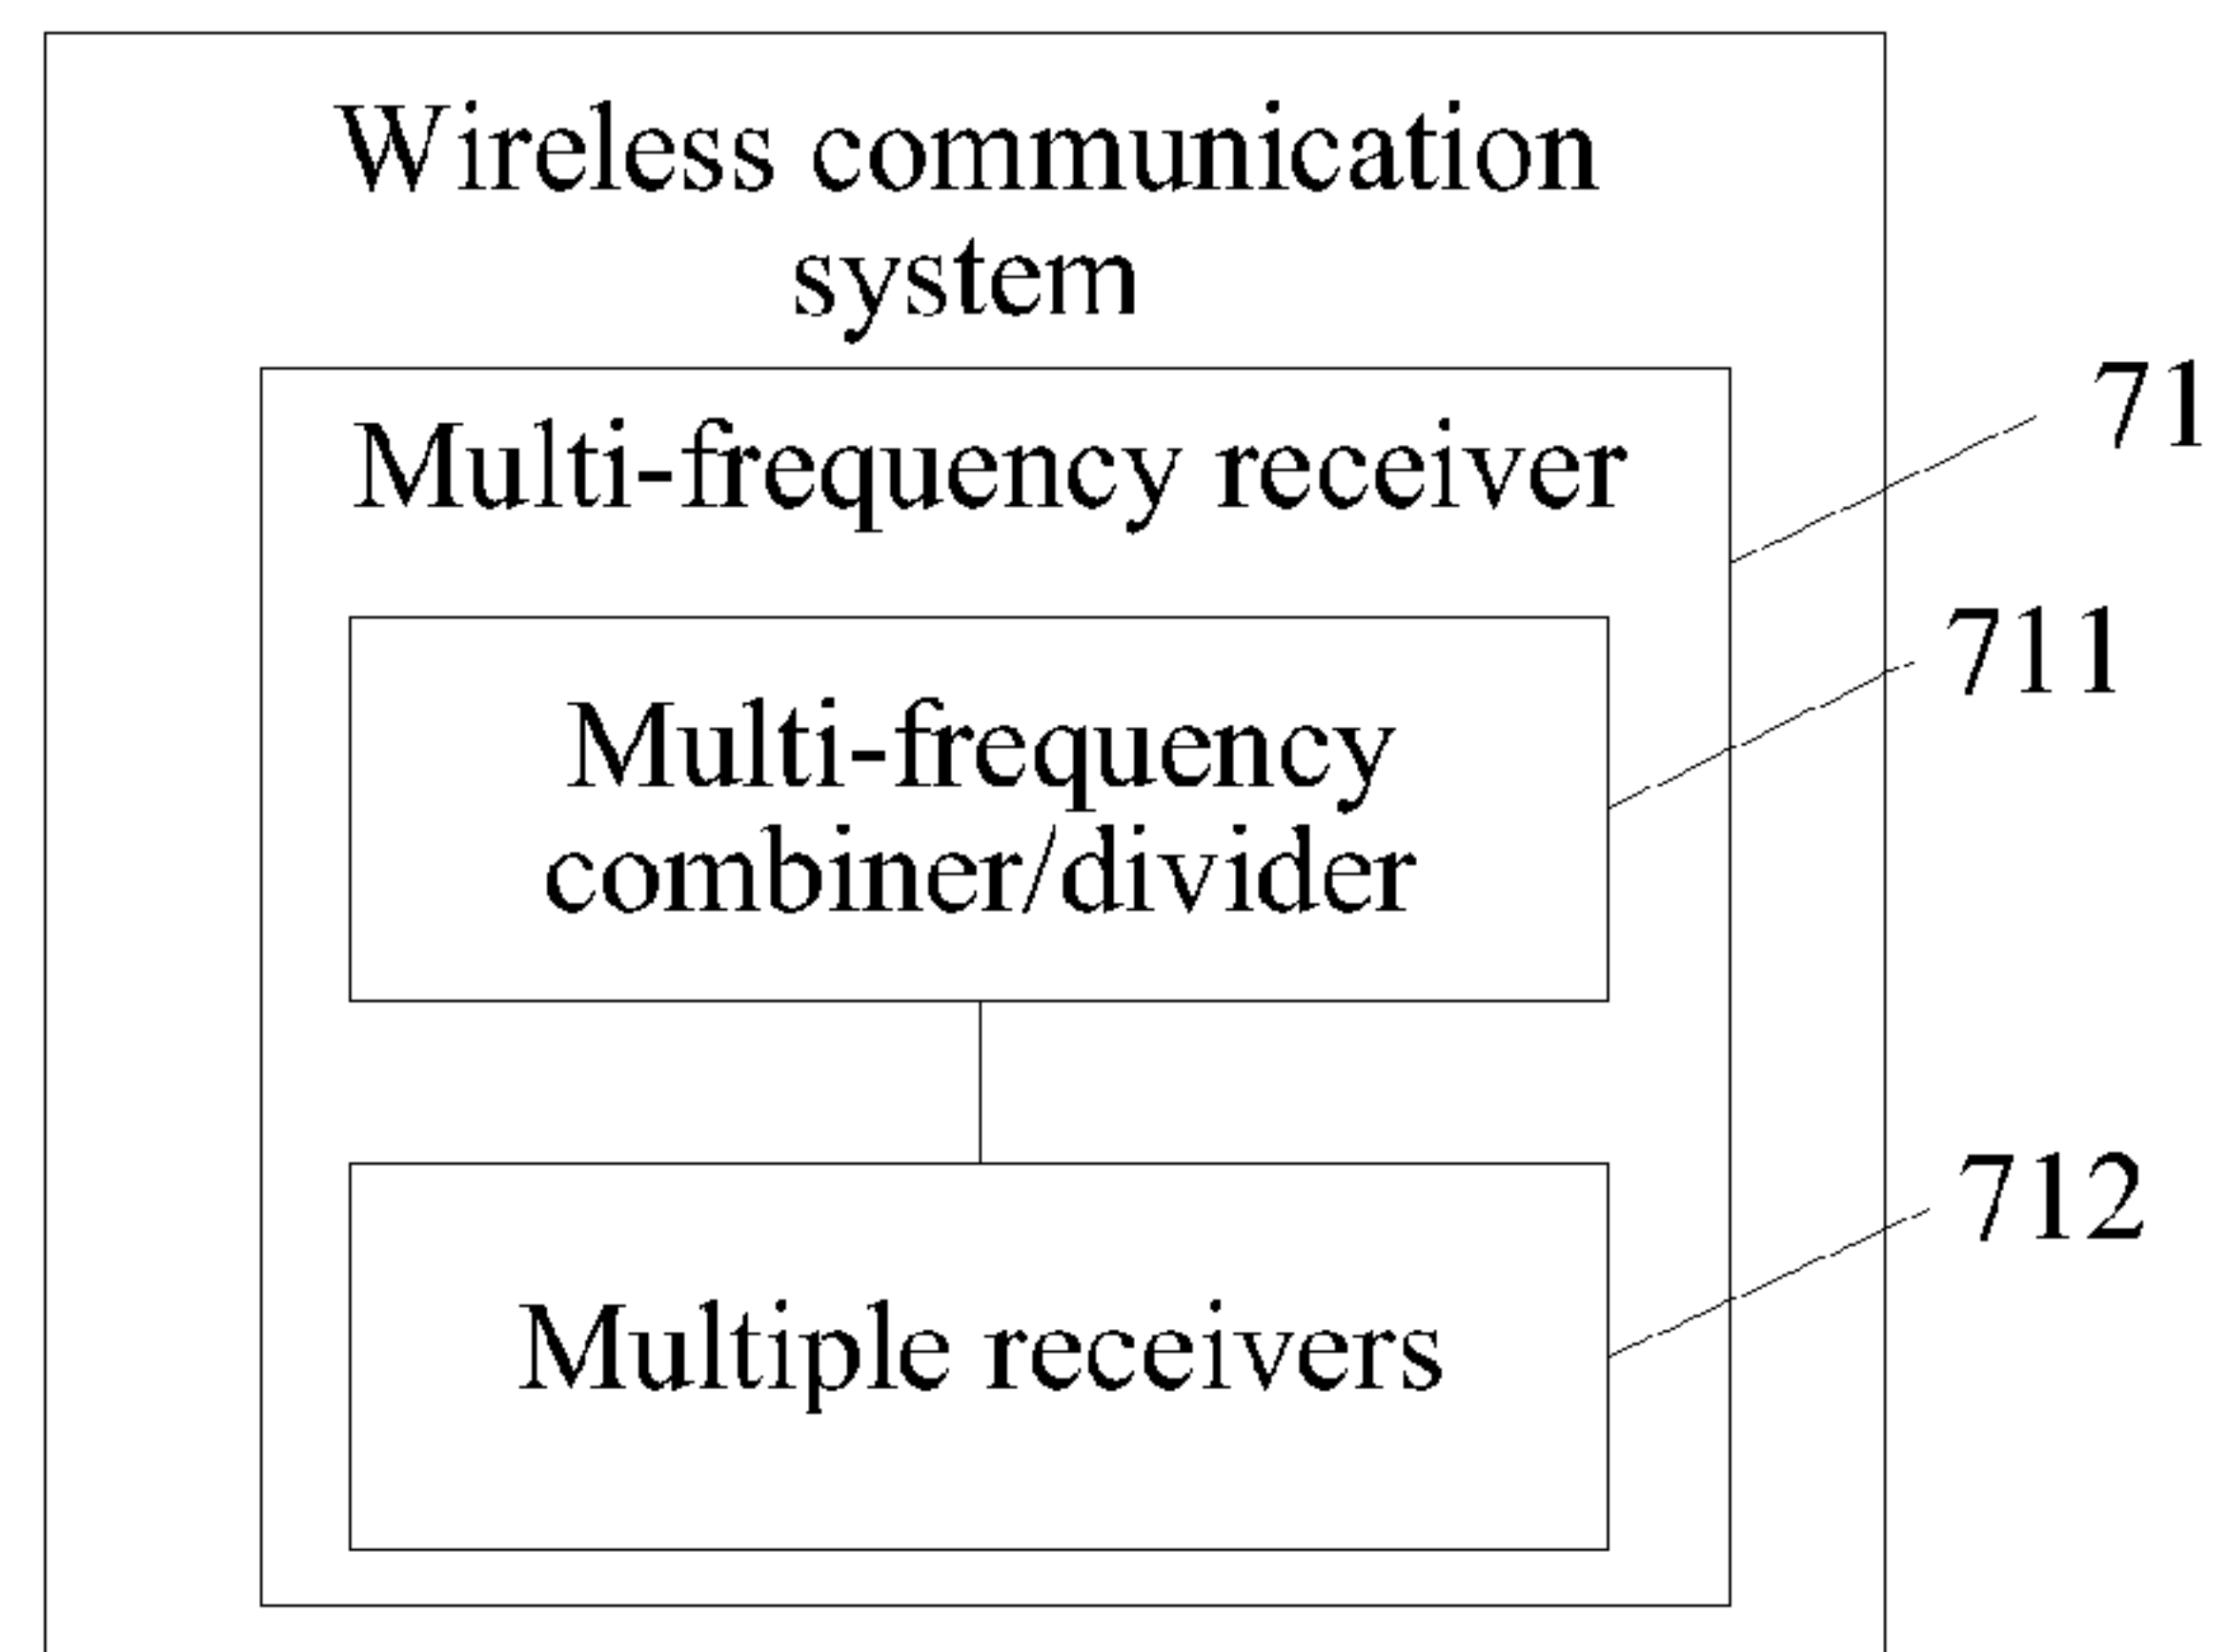 Wireless communication
system
Multi-frequency receiver
71
711
Multi-frequency
combiner/divider
712
Multiple receivers